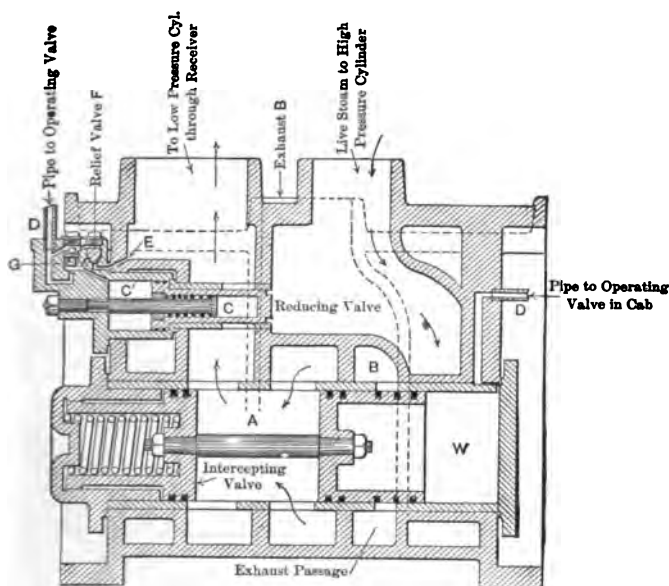 Pipe to Operating Valve
Relief Valve F
To Low Pressure Cyl.
through Receiver
Exhaust B
Live Steam to High
Pressure Cylinder
D
E
G
C'
C
Reducing Valve
Pipe to Operating
Valve in Cab
D
B
A
W
Intercepting
Valve
Exhaust Passage